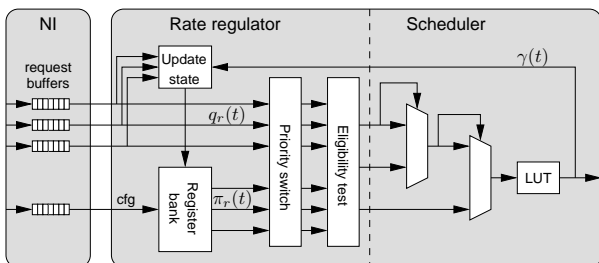 NI
Rate regulator
Scheduler
request
buffers
Update
state
γ(t)
q_r(t)
Priority switch
Eligibility test
cfg
Register
bank
π_r(t)
LUT